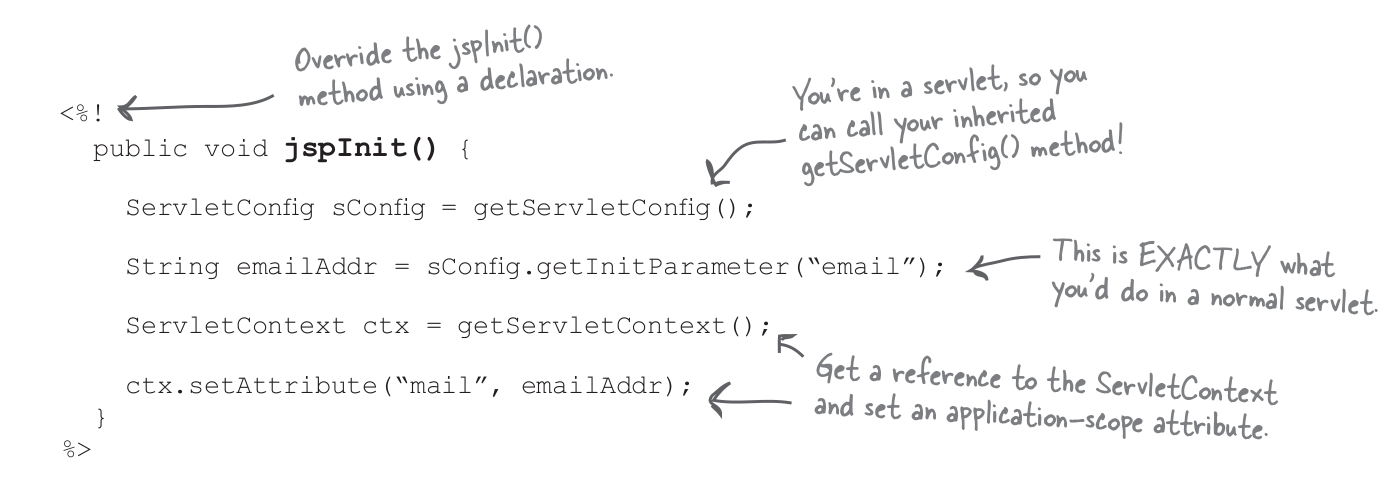 Override the jspInit()
method using a declaration.
<%!
public void jspInit() {
You're in a servlet, so you
can call your inherited
getServletConfig() method!
ServletConfig sConfig = getServletConfig();
String emailAddr = sConfig.getInitParameter(“email”);
This is EXACTLY what
you'd do in a normal servlet.
ServletContext ctx = getServletContext();
ctx.setAttribute(“mail”, emailAddr);
Get a reference to the ServletContext
and set an application-scope attribute.
}
%>